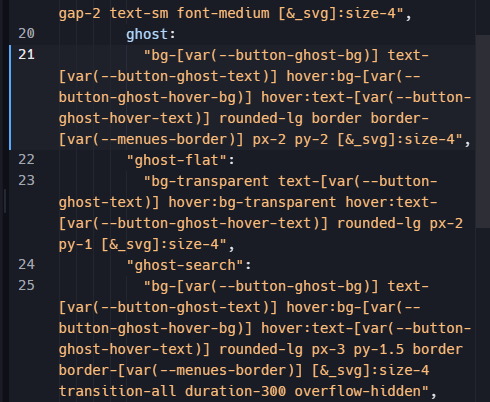 gap-2 text-sm font-medium [&_svg]:size-4",
20 ghost:
21 "bg-[var(--button-ghost-bg)] text-
[var(--button-ghost-text)] hover:bg-[var(--
button-ghost-hover-bg)] hover:text-[var(--button-
ghost-hover-text)] rounded-lg border border-
[var(--menues-border)] px-2 py-2 [&_svg]:size-4",
22 "ghost-flat":
23 "bg-transparent text-[var(--button-
ghost-text)] hover:bg-transparent hover:text-
[var(--button-ghost-hover-text)] rounded-lg px-2
py-1 [&_svg]:size-4",
24 "ghost-search":
25 "bg-[var(--button-ghost-bg)] text-
[var(--button-ghost-text)] hover:bg-[var(--
button-ghost-hover-bg)] hover:text-[var(--button-
ghost-hover-text)] rounded-lg px-3 py-1.5 border
border-[var(--menues-border)] [&_svg]:size-4
transition-all duration-300 overflow-hidden",